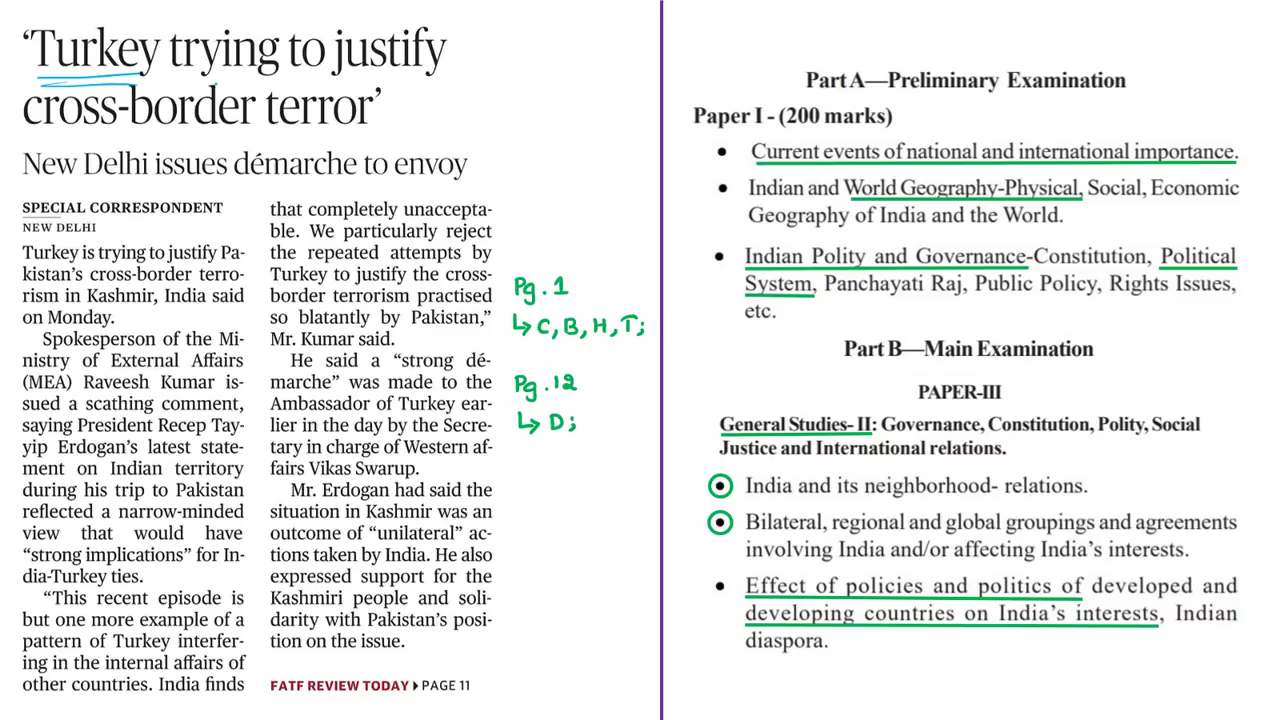 ‘Turkey trying to justify
cross-border terror’
New Delhi issues démarche to envoy
SPECIAL CORRESPONDENT
NEW DELHI
Turkey is trying to justify Pa-
kistan’s cross-border terro-
rism in Kashmir, India said
on Monday.
Spokesperson of the Mi-
nistry of External Affairs
(MEA) Raveesh Kumar is-
sued a scathing comment,
saying President Recep Tay-
yip Erdogan’s latest state-
ment on Indian territory
during his trip to Pakistan
reflected a narrow-minded
view that would have
“strong implications” for In-
dia-Turkey ties.
“This recent episode is
but one more example of a
pattern of Turkey interfer-
ing in the internal affairs of
other countries. India finds
that completely unaccepta-
ble. We particularly reject
the repeated attempts by
Turkey to justify the cross-
border terrorism practised
so blatantly by Pakistan,”
Mr. Kumar said.
He said a “strong dé-
marche” was made to the
Ambassador of Turkey ear-
lier in the day by the Secre-
tary in charge of Western af-
fairs Vikas Swarup.
Mr. Erdogan had said the
situation in Kashmir was an
outcome of “unilateral” ac-
tions taken by India. He also
expressed support for the
Kashmiri people and soli-
darity with Pakistan’s posi-
tion on the issue.
FATF REVIEW TODAY ▸ PAGE 11
Pg. 1
↳ C, B, H, T;
Pg. 12
↳ D;
Part A—Preliminary Examination
Paper I - (200 marks)
• Current events of national and international importance.
• Indian and World Geography-Physical, Social, Economic
Geography of India and the World.
• Indian Polity and Governance-Constitution, Political
System, Panchayati Raj, Public Policy, Rights Issues,
etc.
Part B—Main Examination
PAPER-III
General Studies- II: Governance, Constitution, Polity, Social
Justice and International relations.
• India and its neighborhood- relations.
• Bilateral, regional and global groupings and agreements
involving India and/or affecting India’s interests.
• Effect of policies and politics of developed and
developing countries on India’s interests, Indian
diaspora.